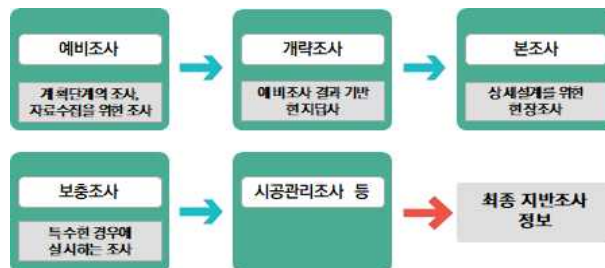 예비조사
계획단계의 조사,
자료수집을 위한 조사
개략조사
예비조사 결과 기반
현지답사
본조사
상세설계를 위한
현장조사
보충조사
특수한 경우에
실시하는 조사
시공관리조사 등
최종 지반조사
정보